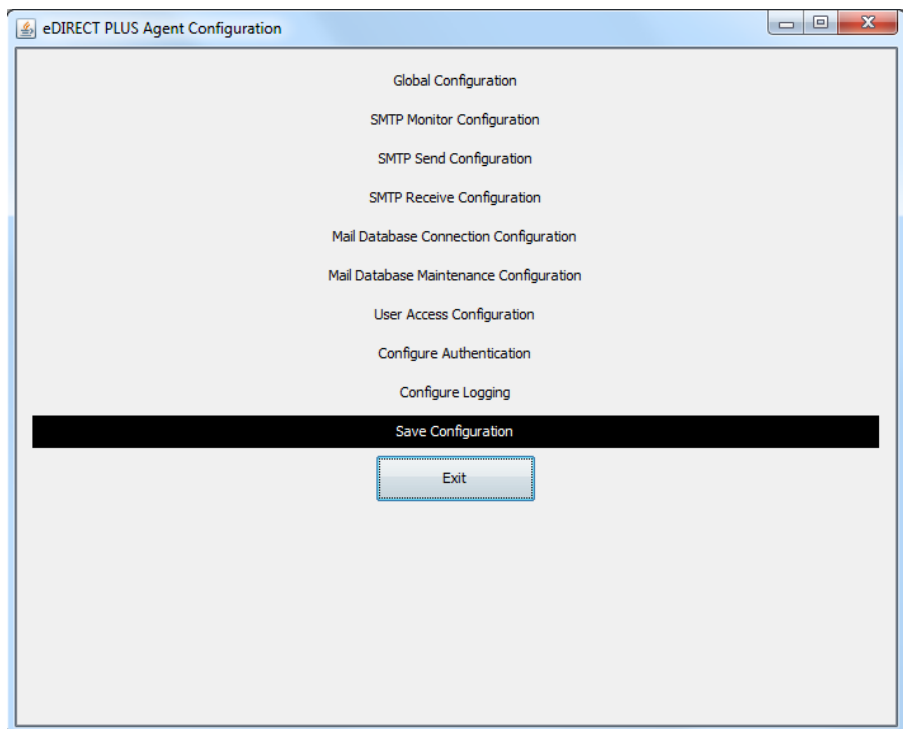 eDIRECT PLUS Agent Configuration
Global Configuration
SMTP Monitor Configuration
SMTP Send Configuration
SMTP Receive Configuration
Mail Database Connection Configuration
Mail Database Maintenance Configuration
User Access Configuration
Configure Authentication
Configure Logging
Save Configuration
Exit